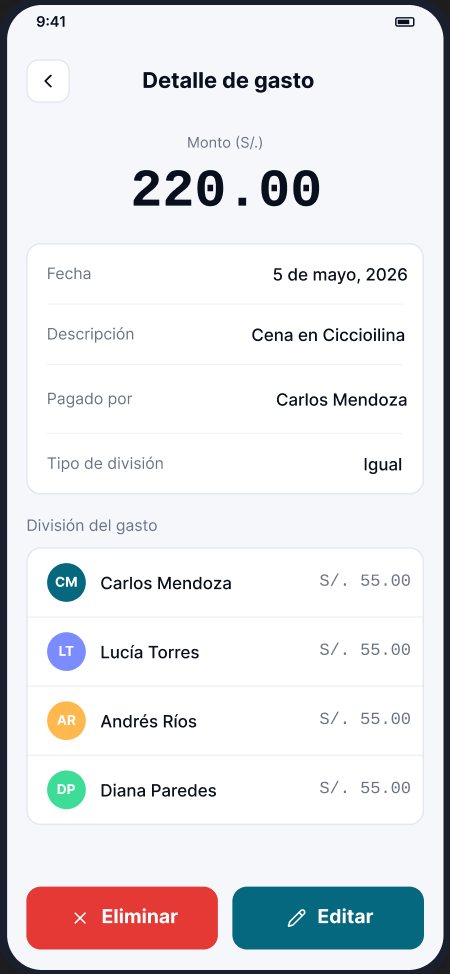 9:41
Detalle de gasto
Monto (S/.)
220.00
Fecha 5 de mayo, 2026
Descripción Cena en Ciccioilina
Pagado por Carlos Mendoza
Tipo de división Igual
División del gasto
CM Carlos Mendoza S/. 55.00
LT Lucía Torres S/. 55.00
AR Andrés Ríos S/. 55.00
DP Diana Paredes S/. 55.00
Eliminar Editar